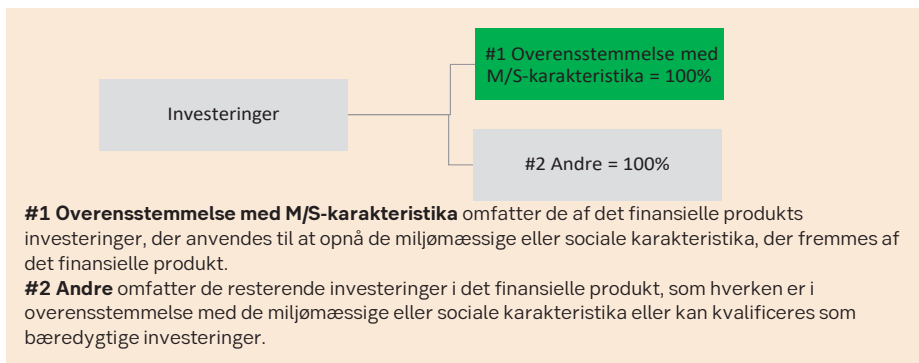 #1 Overensstemmelse med
M/S-karakteristika = 100%
Investeringer
#2 Andre = 100%
#1 Overensstemmelse med M/S-karakteristika omfatter de af det finansielle produkts
investeringer, der anvendes til at opnå de miljømæssige eller sociale karakteristika, der fremmes af
det finansielle produkt.
#2 Andre omfatter de resterende investeringer i det finansielle produkt, som hverken er i
overensstemmelse med de miljømæssige eller sociale karakteristika eller kan kvalificeres som
bæredygtige investeringer.